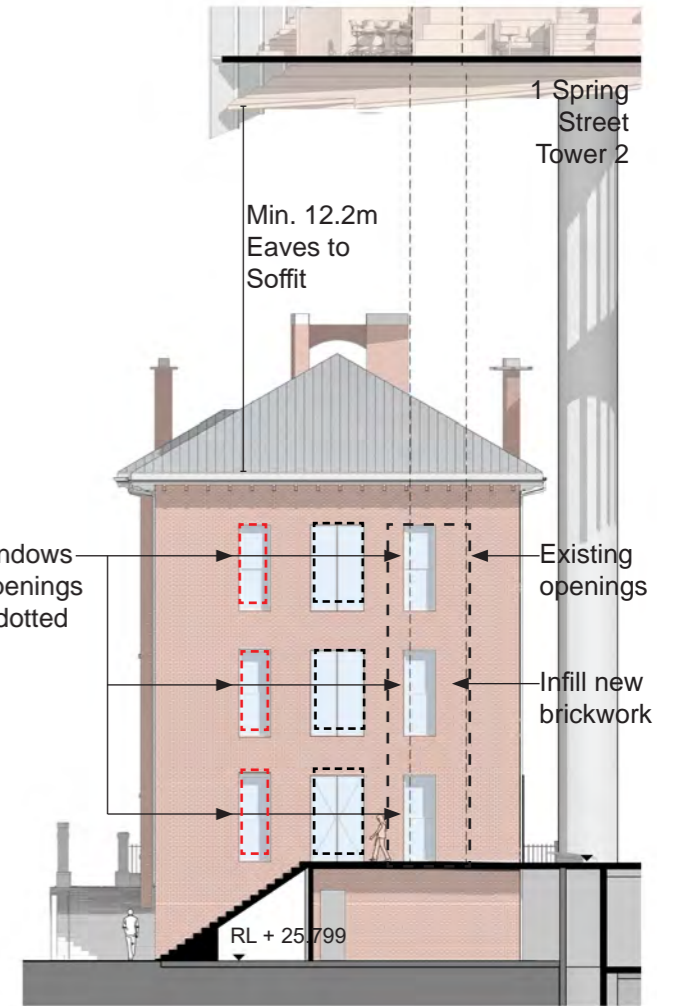 1 Spring
Street
Tower 2
Min. 12.2m
Eaves to
Soffit
ndows
penings
dotted
Existing
openings
Infill new
brickwork
RL + 25.799